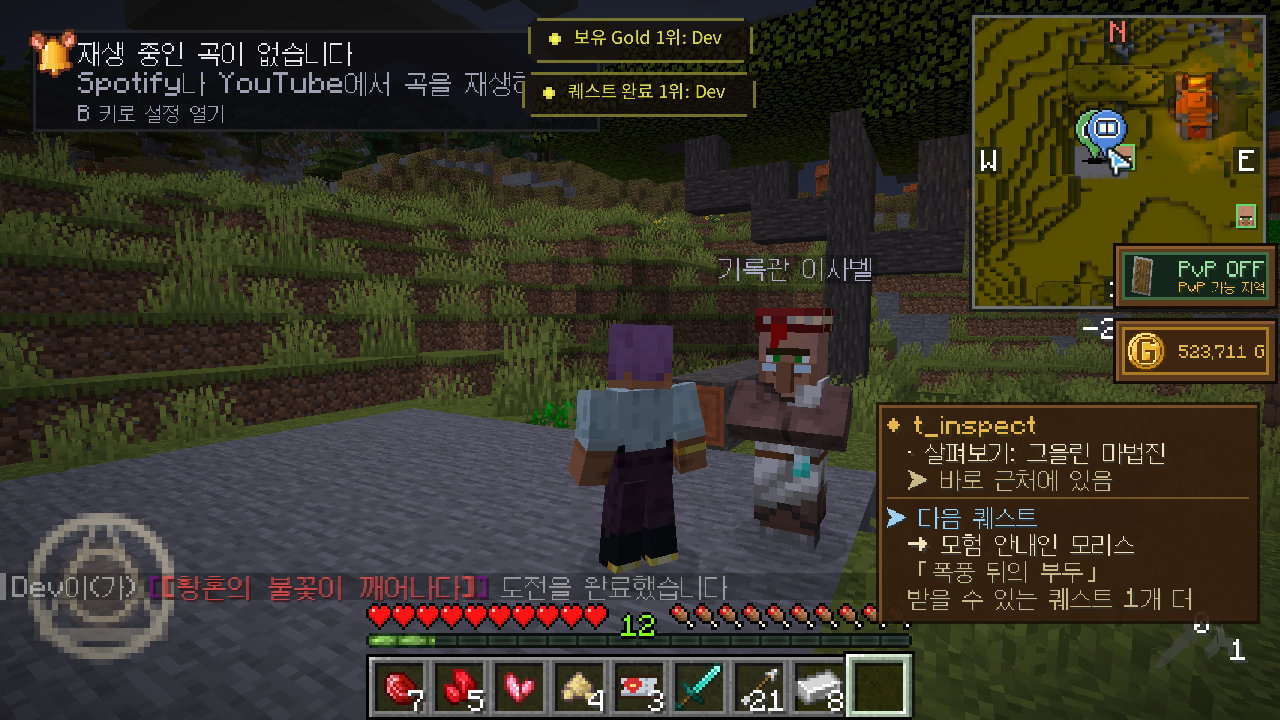 재생 중인 곡이 없습니다
Spotify나 YouTube에서 곡을 재생하
B 키로 설정 열기
보유 Gold 1위: Dev
퀘스트 완료 1위: Dev
N
W
E
PvP OFF
PvP 가능 지역
G 523,711 G
기록관 이사벨
t_inspect
· 살펴보기: 그을린 마법진
➤ 바로 근처에 있음
➤ 다음 퀘스트
→ 모험 안내인 모리스
「폭풍 뒤의 부두」
받을 수 있는 퀘스트 1개 더
Dev이(가) [[황혼의 불꽃이 깨어나다]] 도전을 완료했습니다
12
0
1
7 5 4 3 21 8